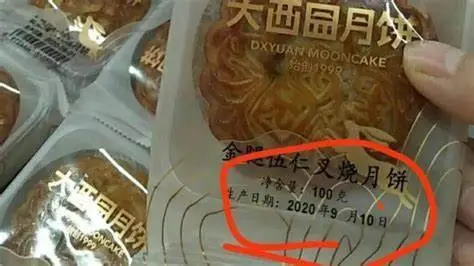 大西园月饼
DXYUAN MOONCAKE
始创1999
金腿伍仁叉烧月饼
净含量：100克
生产日期：2020年9月10日
大西园月饼
DXYUAN MOONCAKE